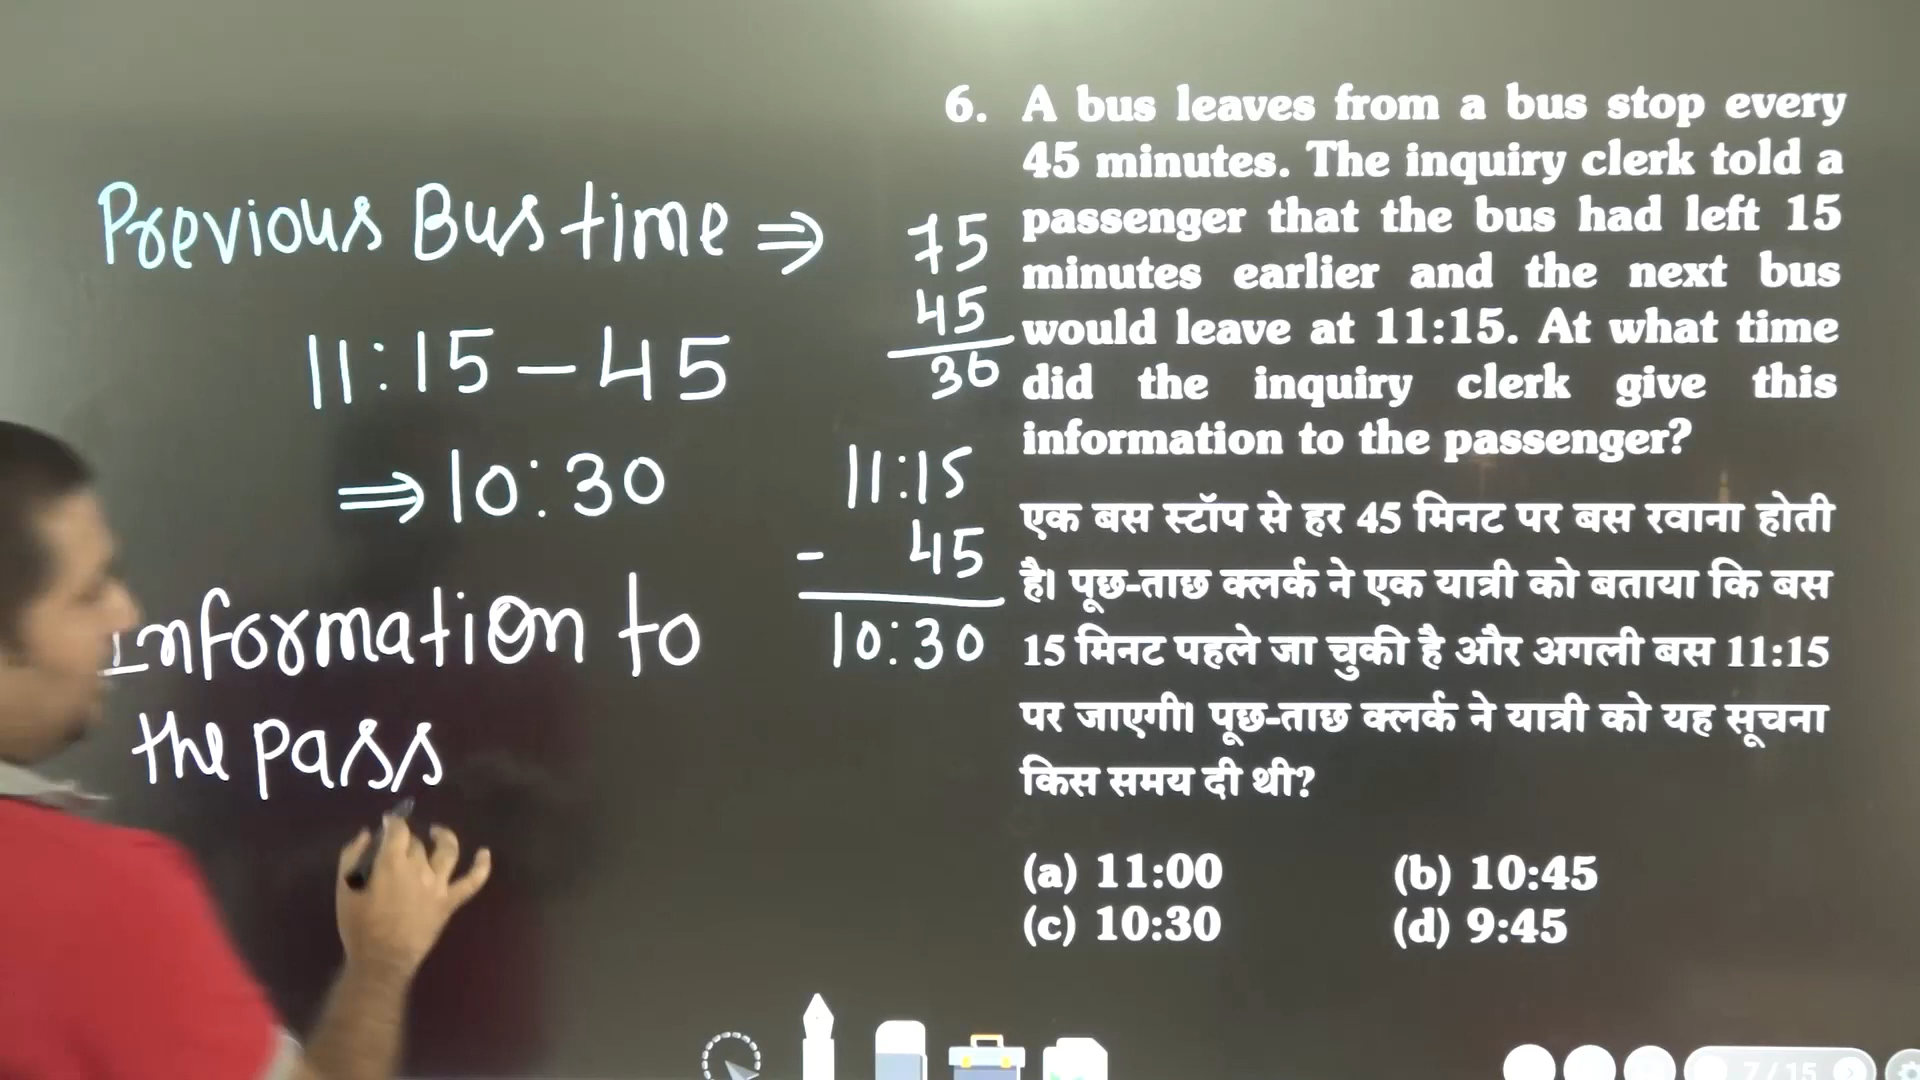 Previous Bus time ⇒
11:15 - 45
⇒ 10:30
Information to
the pass
75
45
30
11:15
- 45
10:30
6. A bus leaves from a bus stop every
45 minutes. The inquiry clerk told a
passenger that the bus had left 15
minutes earlier and the next bus
would leave at 11:15. At what time
did the inquiry clerk give this
information to the passenger?
एक बस स्टॉप से हर 45 मिनट पर बस रवाना होती
है। पूछ-ताछ क्लर्क ने एक यात्री को बताया कि बस
15 मिनट पहले जा चुकी है और अगली बस 11:15
पर जाएगी। पूछ-ताछ क्लर्क ने यात्री को यह सूचना
किस समय दी थी?
(a) 11:00 (b) 10:45
(c) 10:30 (d) 9:45
7/15